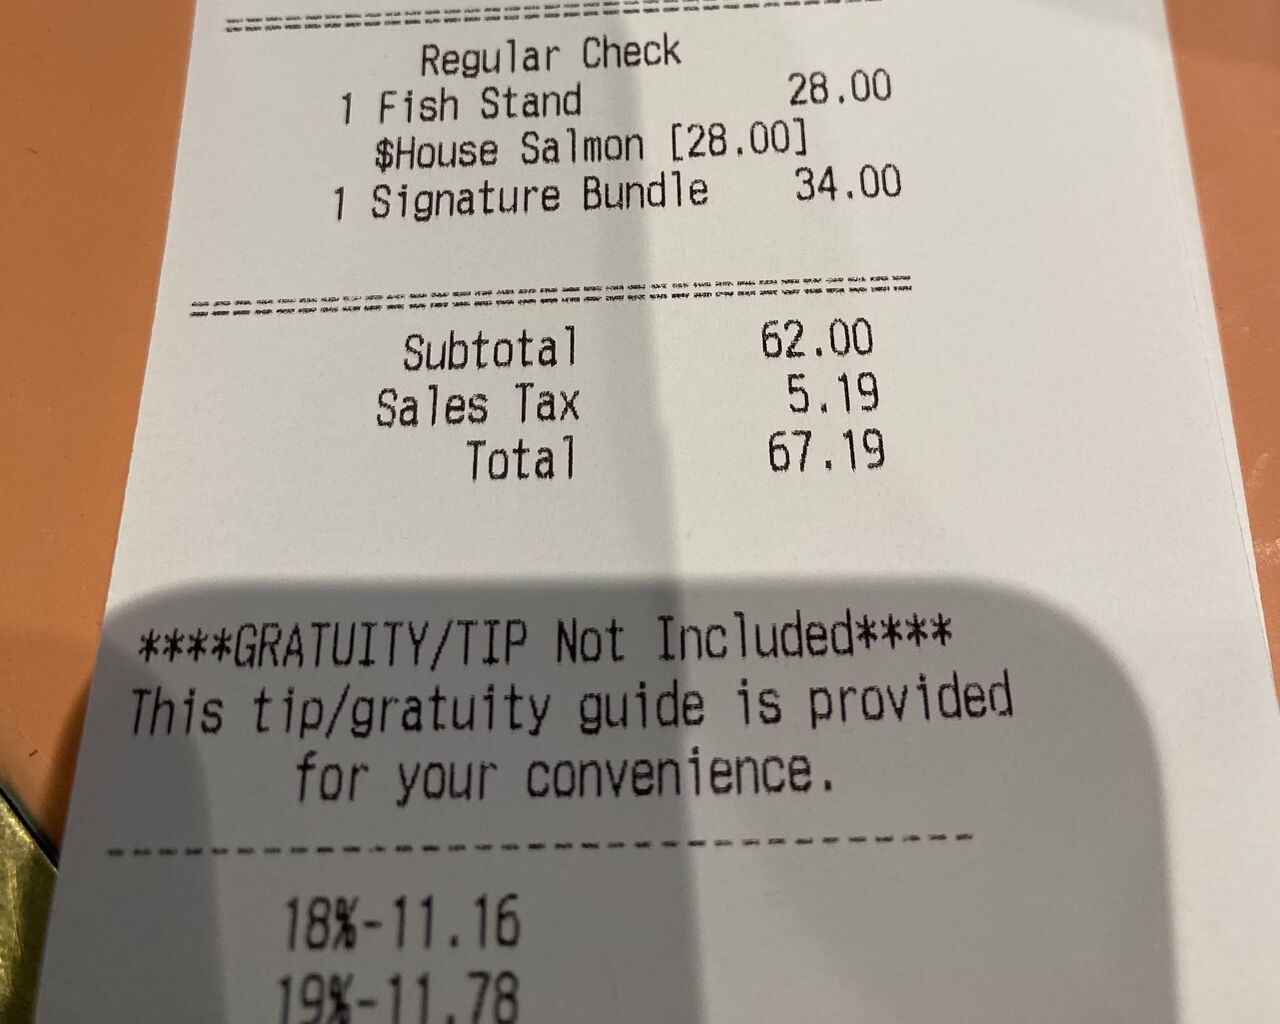 Regular Check
1 Fish Stand 28.00
$House Salmon [28.00]
1 Signature Bundle 34.00
Subtotal 62.00
Sales Tax 5.19
Total 67.19
****GRATUITY/TIP Not Included****
This tip/gratuity guide is provided
for your convenience.
18%-11.16
19%-11.78